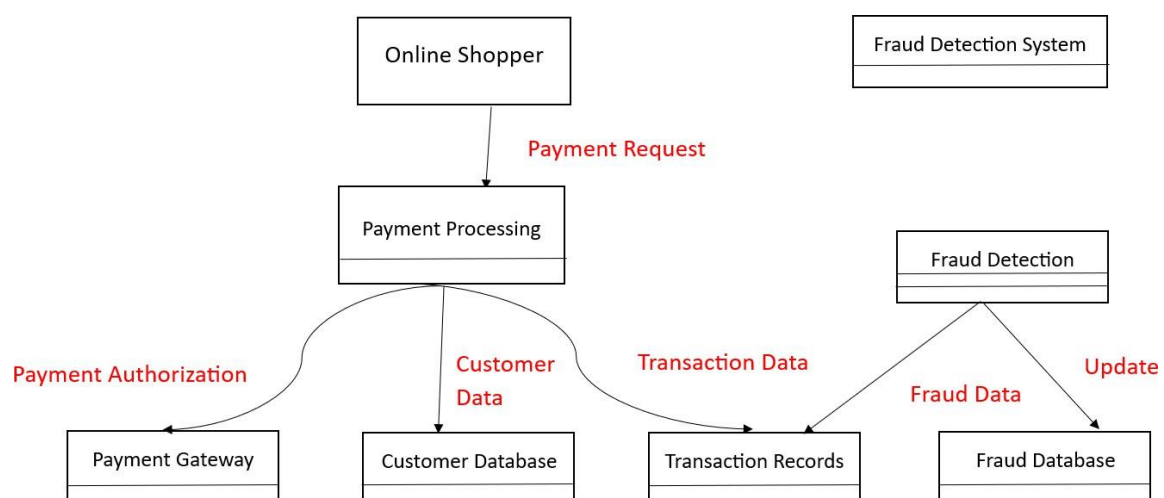 Online Shopper
Fraud Detection System
Payment Request
Payment Processing
Fraud Detection
Payment Authorization
Customer
Data
Transaction Data
Fraud Data
Update
Payment Gateway
Customer Database
Transaction Records
Fraud Database